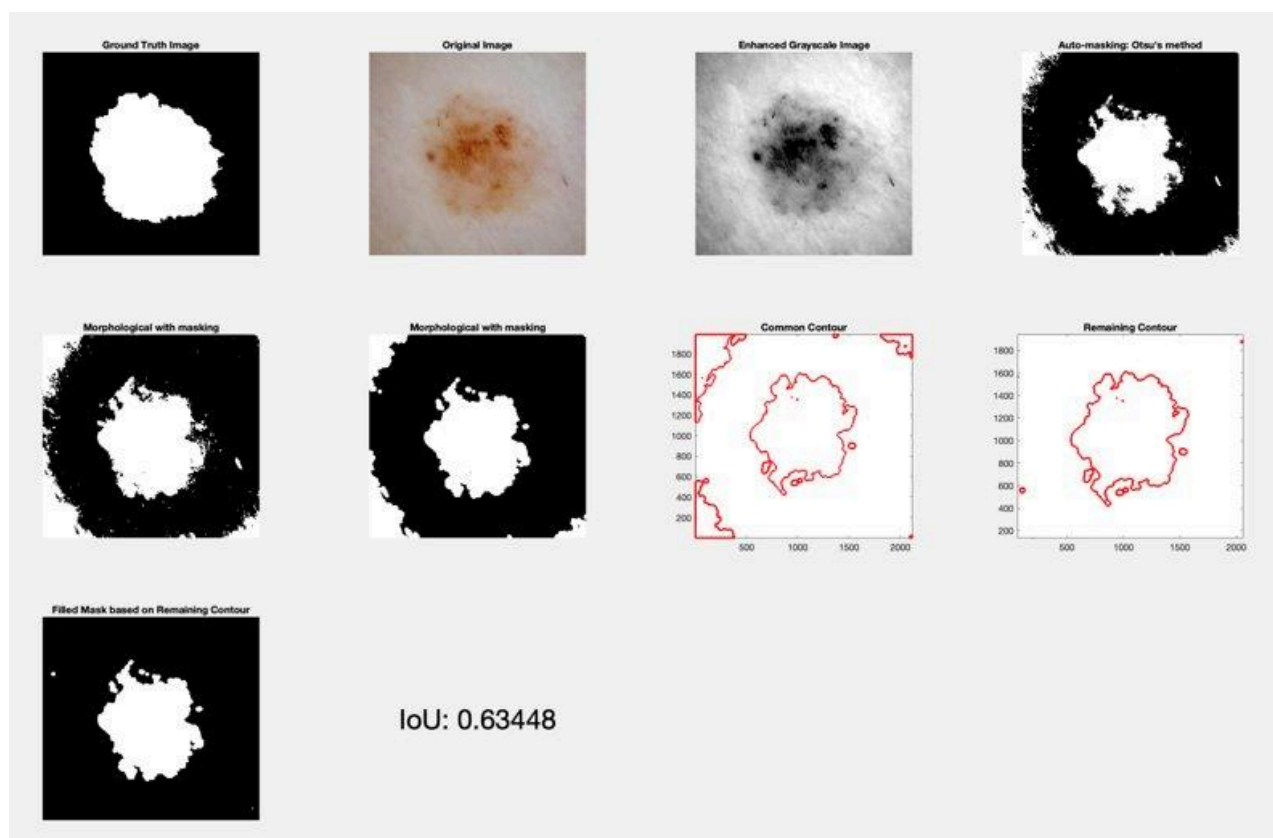 Ground Truth Image
Original Image
Enhanced Grayscale Image
Auto-masking: Otsu's method
Morphological with masking
Morphological with masking
Common Contour
1800
1600
1400
1200
1000
800
600
400
200
500 1000 1500 2000
Remaining Contour
1800
1600
1400
1200
1000
800
600
400
200
500 1000 1500 2000
Filled Mask based on Remaining Contour
IoU: 0.63448